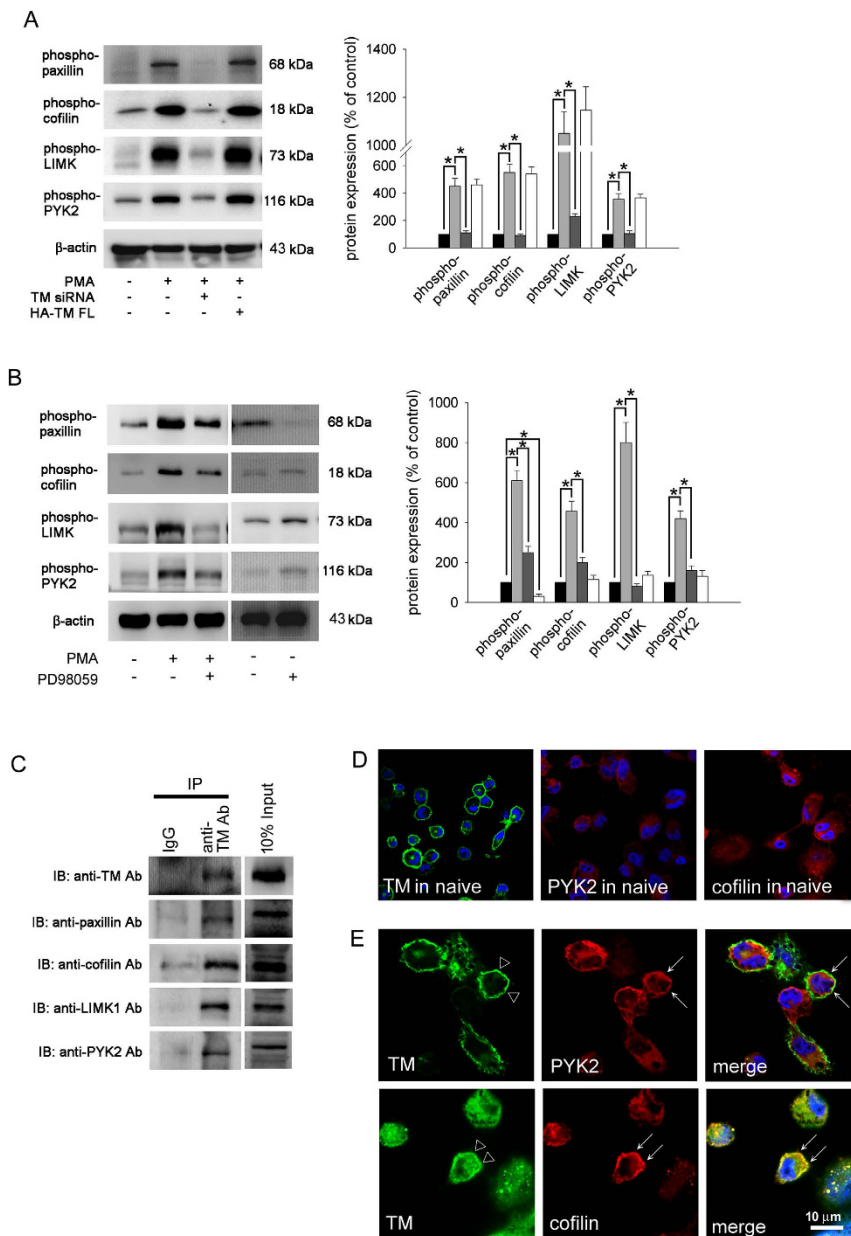 A
phospho-
paxillin
68 kDa
phospho-
cofilin
18 kDa
phospho-
LIMK
73 kDa
phospho-
PYK2
116 kDa
β-actin
43 kDa
PMA - + + +
TM siRNA - - + -
HA-TM FL - - - +
protein expression (% of control)
1400
1200
1000
600
400
200
0
* * * * * * * *
phospho-
paxillin
phospho-
cofilin
phospho-
LIMK
phospho-
PYK2
B
phospho-
paxillin
68 kDa
phospho-
cofilin
18 kDa
phospho-
LIMK
73 kDa
phospho-
PYK2
116 kDa
β-actin
43 kDa
PMA - + + - -
PD98059 - - + - +
protein expression (% of control)
1000
800
600
400
200
0
*
* * * * * * * *
phospho-
paxillin
phospho-
cofilin
phospho-
LIMK
phospho-
PYK2
C
IP
IgG
anti-
TM Ab
10% Input
IB: anti-TM Ab
IB: anti-paxillin Ab
IB: anti-cofilin Ab
IB: anti-LIMK1 Ab
IB: anti-PYK2 Ab
D
TM in naive
PYK2 in naive
cofilin in naive
E
TM
PYK2
merge
TM
cofilin
merge
10 μm